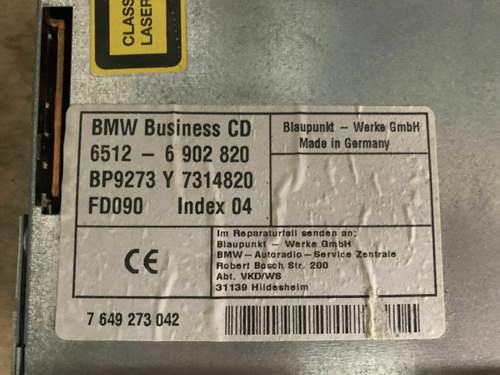 CLASS
LASER
BMW Business CD
6512 – 6 902 820
BP9273 Y 7314820
FD090 Index 04
Blaupunkt – Werke GmbH
Made in Germany
Im Reparaturfall senden an:
Blaupunkt – Werke GmbH
BMW–Autoradio–Service Zentrale
Robert Bosch Str. 200
Abt. VKD/WS
31139 Hildesheim
CE
7 649 273 042